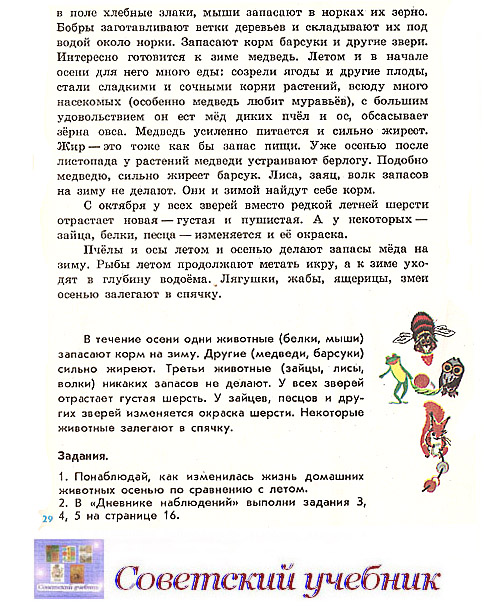 в поле хлебные злаки, мыши запасают в норках их зерно.
Бобры заготавливают ветки деревьев и складывают их под
водой около норки. Запасают корм барсуки и другие звери.
Интересно готовится к зиме медведь. Летом и в начале
осени для него много еды: созрели ягоды и другие плоды,
стали сладкими и сочными корни растений, всюду много
насекомых (особенно медведь любит муравьёв), с большим
удовольствием он ест мёд диких пчёл и ос, обсасывает
зёрна овса. Медведь усиленно питается и сильно жиреет.
Жир — это тоже как бы запас пищи. Уже осенью после
листопада у растений медведи устраивают берлогу. Подобно
медведю, сильно жиреет барсук. Лиса, заяц, волк запасов
на зиму не делают. Они и зимой найдут себе корм.
С октября у всех зверей вместо редкой летней шерсти
отрастает новая — густая и пушистая. А у некоторых —
зайца, белки, песца — изменяется и её окраска.
Пчёлы и осы летом и осенью делают запасы мёда на
зиму. Рыбы летом продолжают метать икру, а к зиме ухо-
дят в глубину водоёма. Лягушки, жабы, ящерицы, змеи
осенью залегают в спячку.
В течение осени одни животные (белки, мыши)
запасают корм на зиму. Другие (медведи, барсуки)
сильно жиреют. Третьи животные (зайцы, лисы,
волки) никаких запасов не делают. У всех зверей
отрастает густая шерсть. У зайцев, песцов и дру-
гих зверей изменяется окраска шерсти. Некоторые
животные залегают в спячку.
Задания.
1. Понаблюдай, как изменилась жизнь домашних
животных осенью по сравнению с летом.
2. В «Дневнике наблюдений» выполни задания 3,
4, 5 на странице 16.
29
Советский учебник
Советский учебник